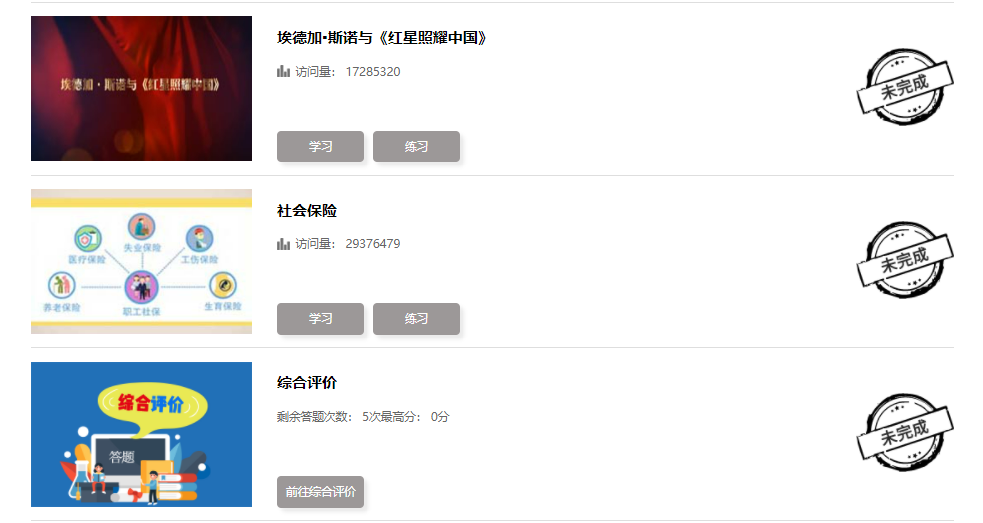 埃德加·斯诺与《红星照耀中国》
埃德加·斯诺与《红星照耀中国》
访问量： 17285320
未完成
学习
练习
社会保险
失业保险
医疗保险
工伤保险
养老保险
职工社保
生育保险
访问量： 29376479
未完成
学习
练习
综合评价
综合评价
答题
剩余答题次数： 5次最高分： 0分
未完成
前往综合评价